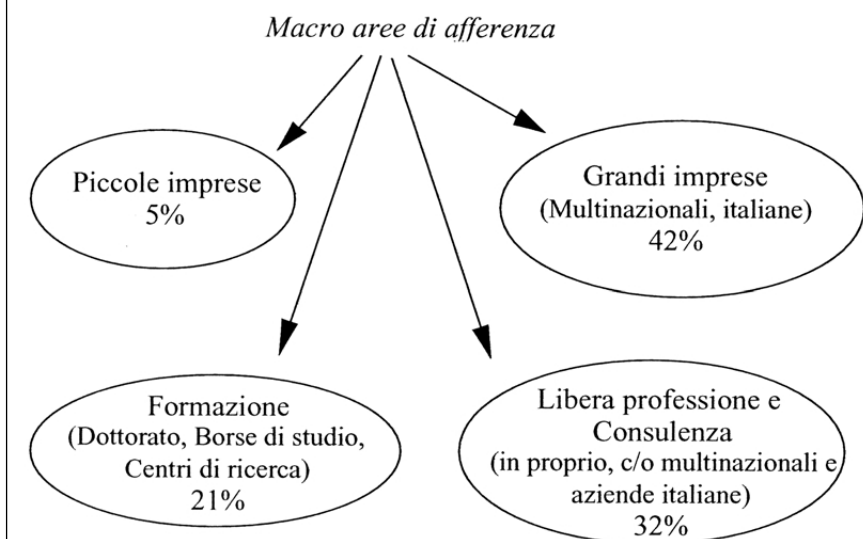 Macro aree di afferenza
Piccole imprese
5%
Grandi imprese
(Multinazionali, italiane)
42%
Formazione
(Dottorato, Borse di studio,
Centri di ricerca)
21%
Libera professione e
Consulenza
(in proprio, c/o multinazionali e
aziende italiane)
32%